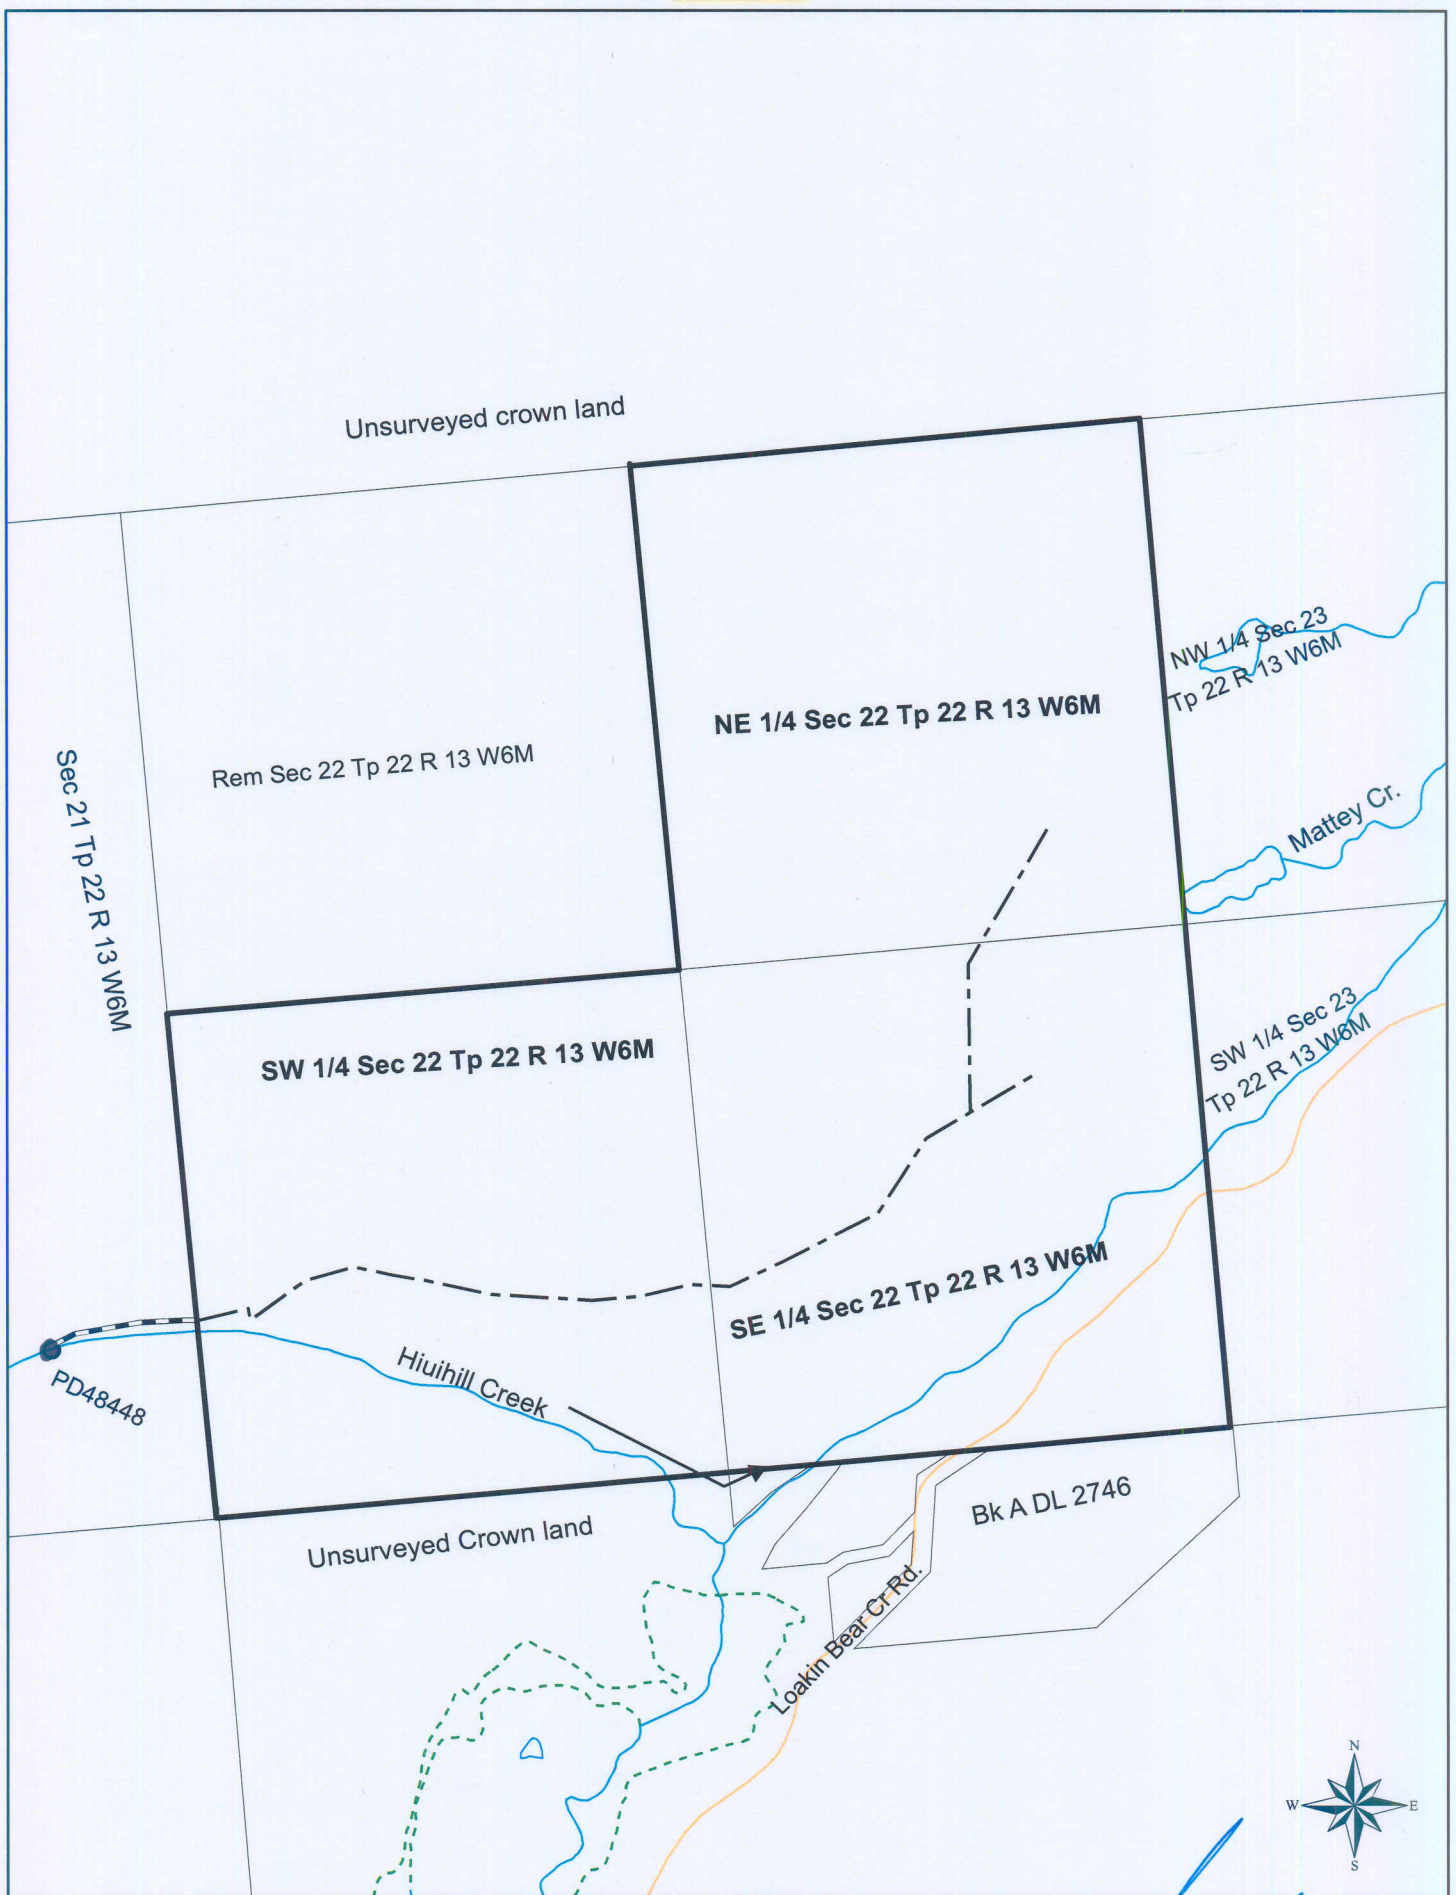 Unsurveyed crown land
NW 1/4 Sec 23
Tp 22 R 13 W6M
NE 1/4 Sec 22 Tp 22 R 13 W6M
Rem Sec 22 Tp 22 R 13 W6M
Sec 21 Tp 22 R 13 W6M
Mattey Cr.
SW 1/4 Sec 23
Tp 22 R 13 W6M
SW 1/4 Sec 22 Tp 22 R 13 W6M
SE 1/4 Sec 22 Tp 22 R 13 W6M
Hiuihill Creek
PD48448
Bk A DL 2746
Unsurveyed Crown land
Loakin Bear Cr Rd.
N
W
E
S